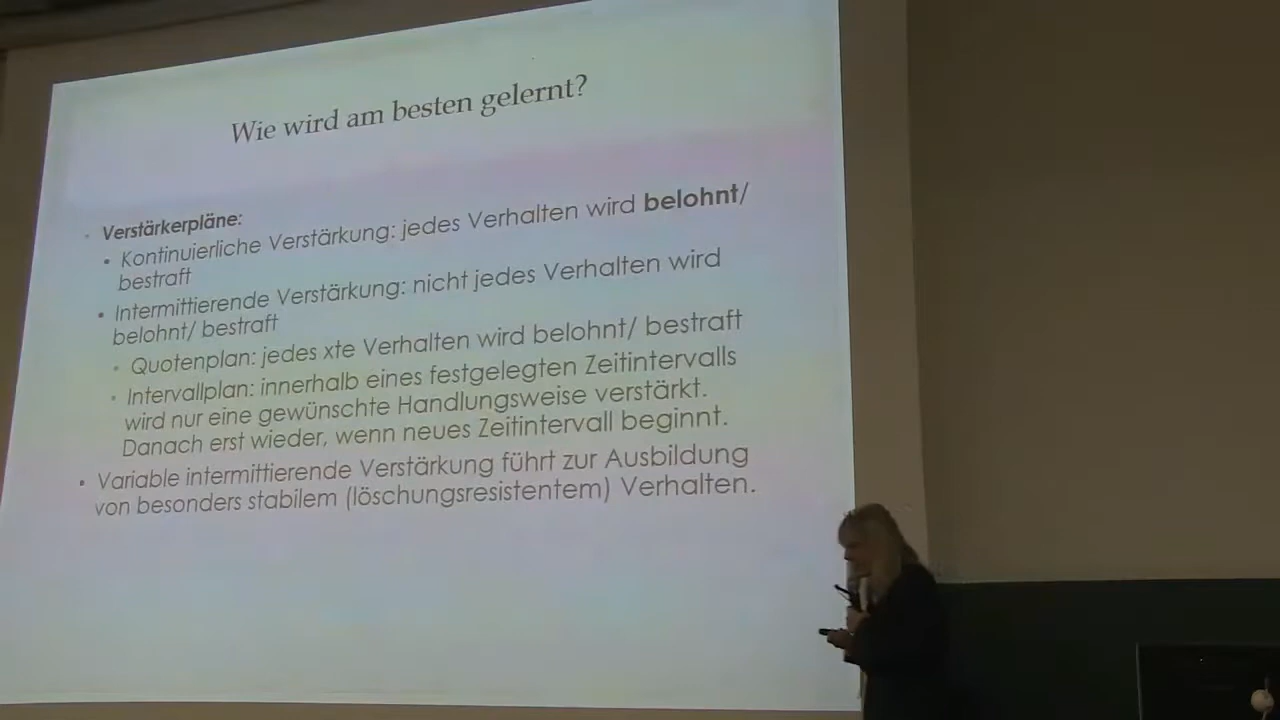 Wie wird am besten gelernt?
Verstärkerpläne:
Kontinuierliche Verstärkung: jedes Verhalten wird belohnt/
bestraft
Intermittierende Verstärkung: nicht jedes Verhalten wird
belohnt/ bestraft
Quotenplan: jedes xte Verhalten wird belohnt/ bestraft
Intervallplan: innerhalb eines festgelegten Zeitintervalls
wird nur eine gewünschte Handlungsweise verstärkt.
Danach erst wieder, wenn neues Zeitintervall beginnt.
Variable intermittierende Verstärkung führt zur Ausbildung
von besonders stabilem (löschungsresistentem) Verhalten.